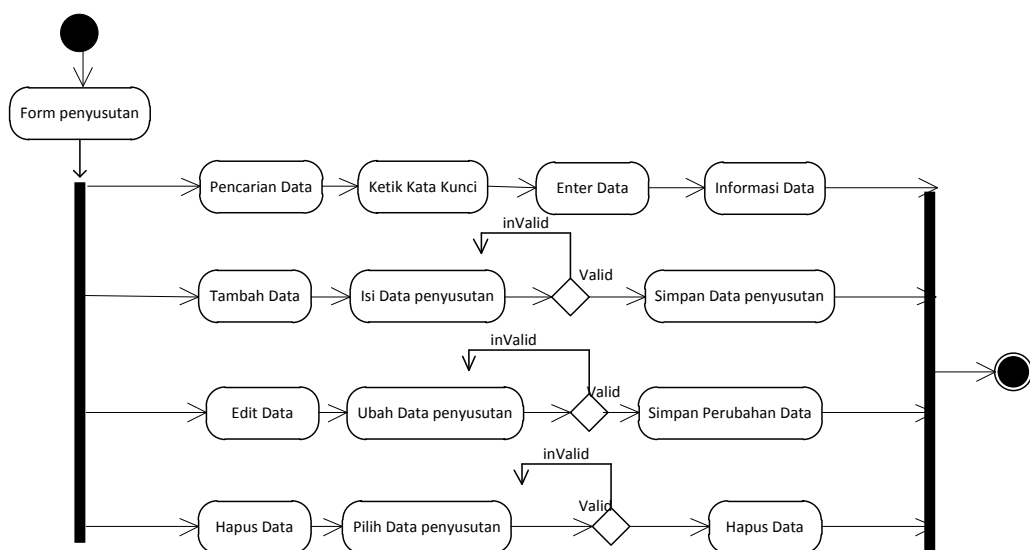 Form penyusutan
Pencarian Data
Ketik Kata Kunci
Enter Data
Informasi Data
inValid
Valid
Tambah Data
Isi Data penyusutan
Simpan Data penyusutan
inValid
Valid
Edit Data
Ubah Data penyusutan
Simpan Perubahan Data
inValid
Valid
Hapus Data
Pilih Data penyusutan
Hapus Data